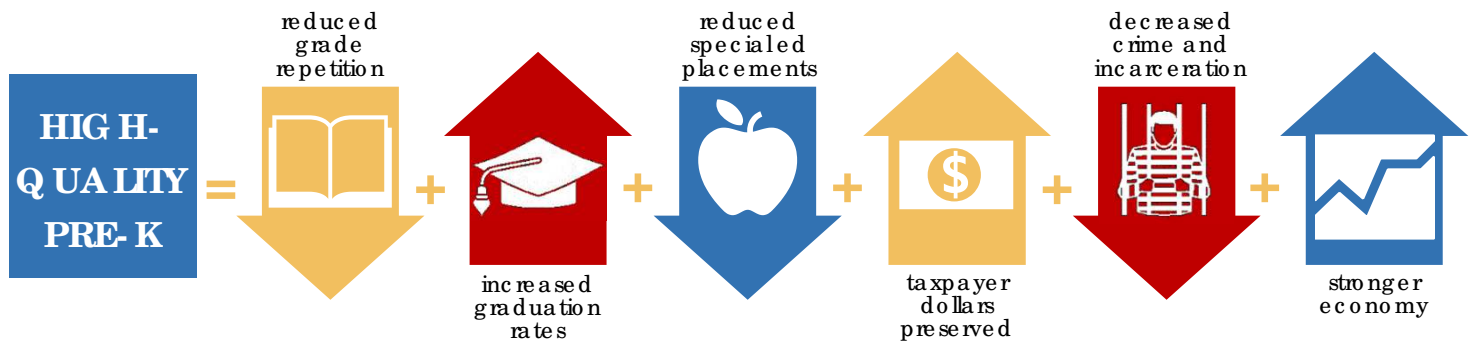 HIGH-
QUALITY
PRE-K
=
reduced
grade
repetition
+
increased
graduation
rates
+
reduced
specialed
placements
+
$
taxpayer
dollars
preserved
+
decreased
crime and
incarceration
+
stronger
economy